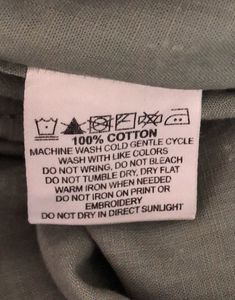 100% COTTON
MACHINE WASH COLD GENTLE CYCLE
WASH WITH LIKE COLORS
DO NOT WRING, DO NOT BLEACH
DO NOT TUMBLE DRY, DRY FLAT
WARM IRON WHEN NEEDED
DO NOT IRON ON PRINT OR
EMBROIDERY
DO NOT DRY IN DIRECT SUNLIGHT